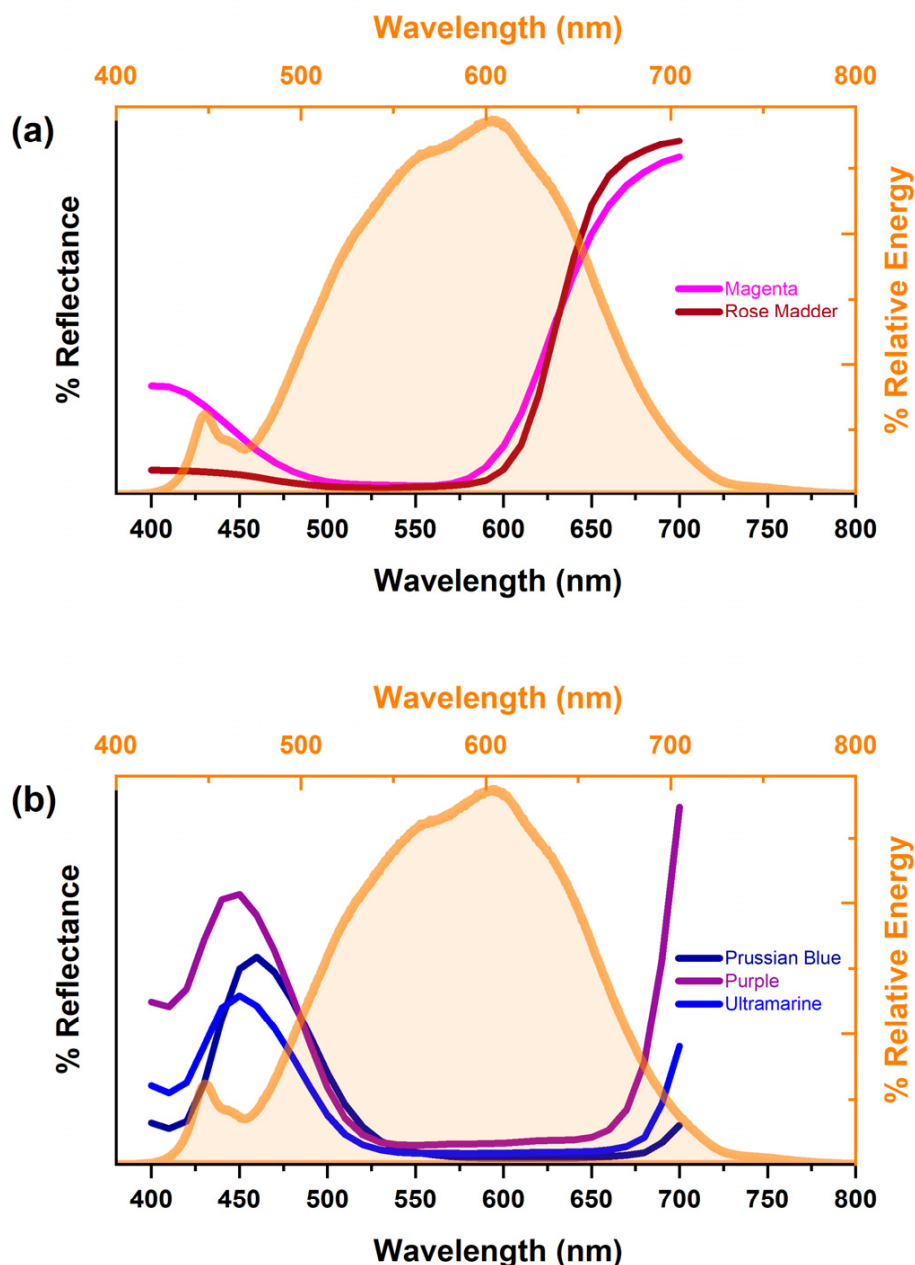 Wavelength (nm)
400 500 600 700 800
(a)
% Reflectance
% Relative Energy
Magenta
Rose Madder
400 450 500 550 600 650 700 750 800
Wavelength (nm)
Wavelength (nm)
400 500 600 700 800
(b)
% Reflectance
% Relative Energy
Prussian Blue
Purple
Ultramarine
400 450 500 550 600 650 700 750 800
Wavelength (nm)